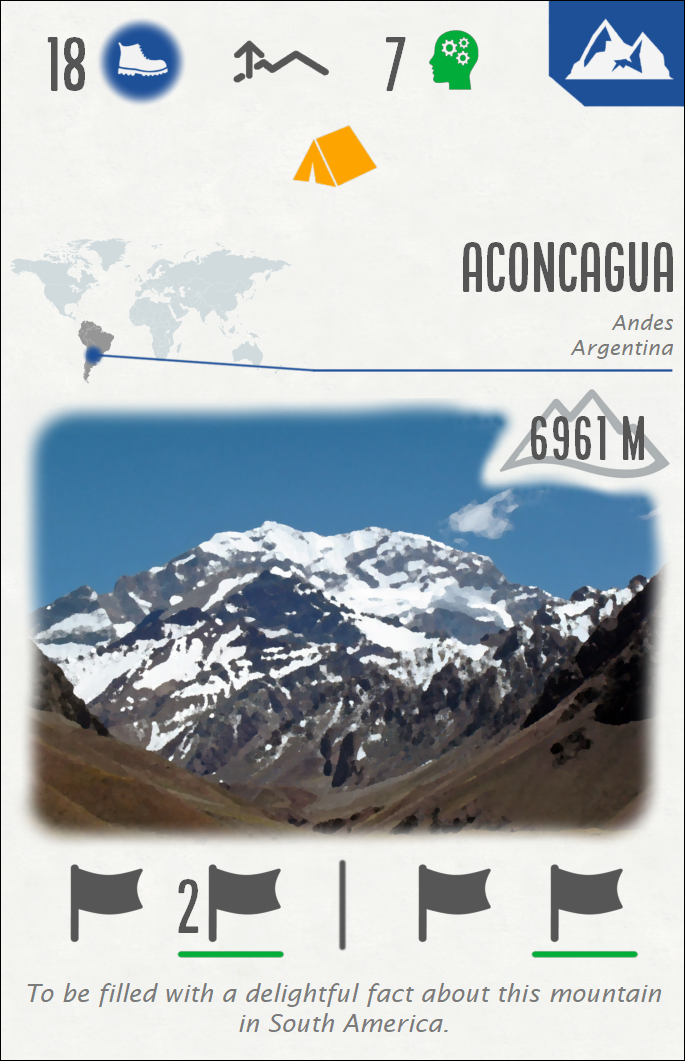 18 7
ACONCAGUA
Andes
Argentina
6961 M
2
To be filled with a delightful fact about this mountain
in South America.